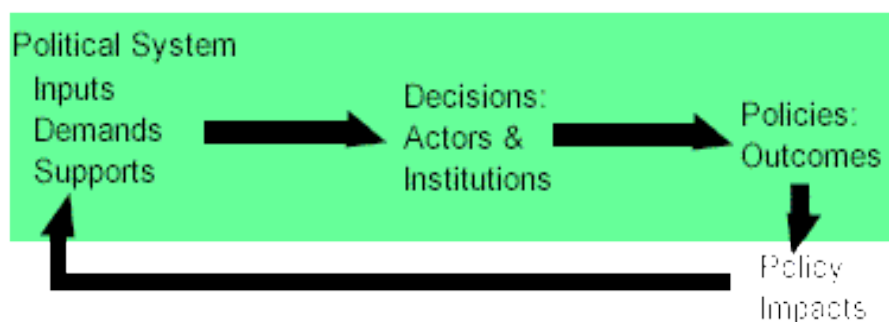 Political System
Inputs
Demands
Supports
Decisions:
Actors &
Institutions
Policies:
Outcomes
Policy
Impacts